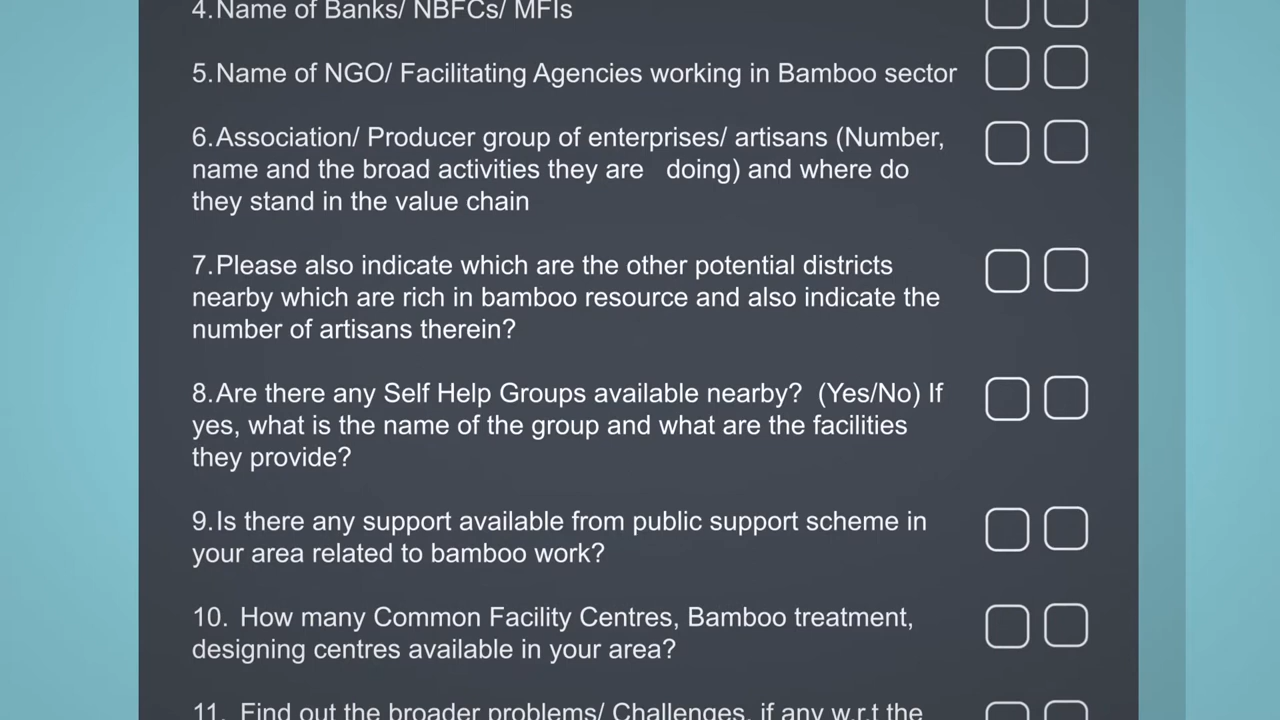 4.Name of Banks/ NBFCs/ MFIs
5.Name of NGO/ Facilitating Agencies working in Bamboo sector
6.Association/ Producer group of enterprises/ artisans (Number,
name and the broad activities they are   doing) and where do
they stand in the value chain
7.Please also indicate which are the other potential districts
nearby which are rich in bamboo resource and also indicate the
number of artisans therein?
8.Are there any Self Help Groups available nearby?  (Yes/No) If
yes, what is the name of the group and what are the facilities
they provide?
9.Is there any support available from public support scheme in
your area related to bamboo work?
10.  How many Common Facility Centres, Bamboo treatment,
designing centres available in your area?
11.  Find out the broader problems/ Challenges, if any w.r.t the